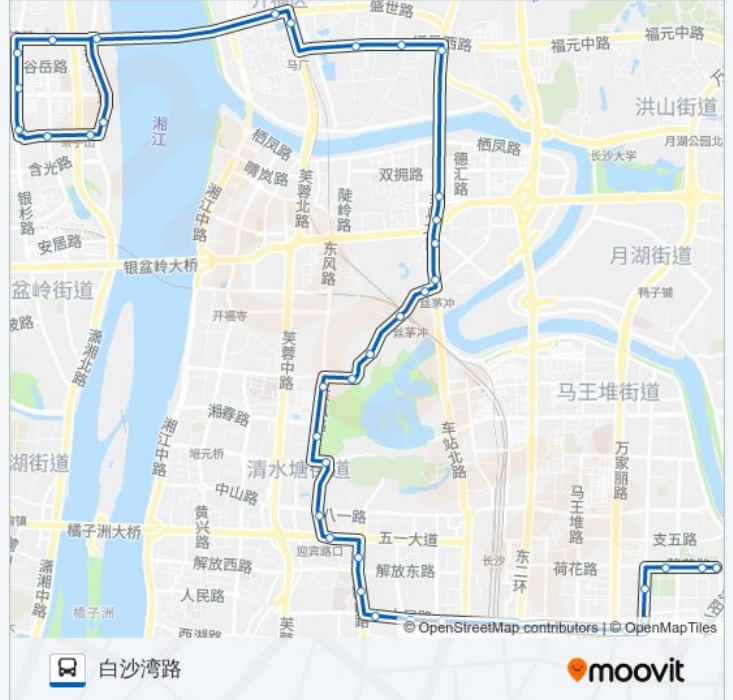 盛世路
福元西路
福元中路
福元中路
谷岳路
马厂
洪山街道
湘江
栖凤路
栖凤路
月湖公园北
长沙大学
含光路
晴岚路
双拥路
德汇路
芙蓉北路
陡岭路
银杉路
湘江中路
安居路
东风路
月湖街道
银盆岭大桥
盆岭街道
鸭子铺
丝茅冲
开福寺
丝茅冲
潇湘北路
芙蓉中路
马王堆街道
湘春路
湘江中路
车站北路
培元桥
万家丽路
湖街道
清水塘街道
中山路
马王堆路
黄兴路
八一路
橘子洲大桥
五一大道
支五路
迎宾路口
解放西路
解放东路
长沙
东二环
荷花路
潇湘中路
人民路
橘子洲
西湖路
© OpenStreetMap contributors | © OpenMapTiles
白沙湾路
moovit